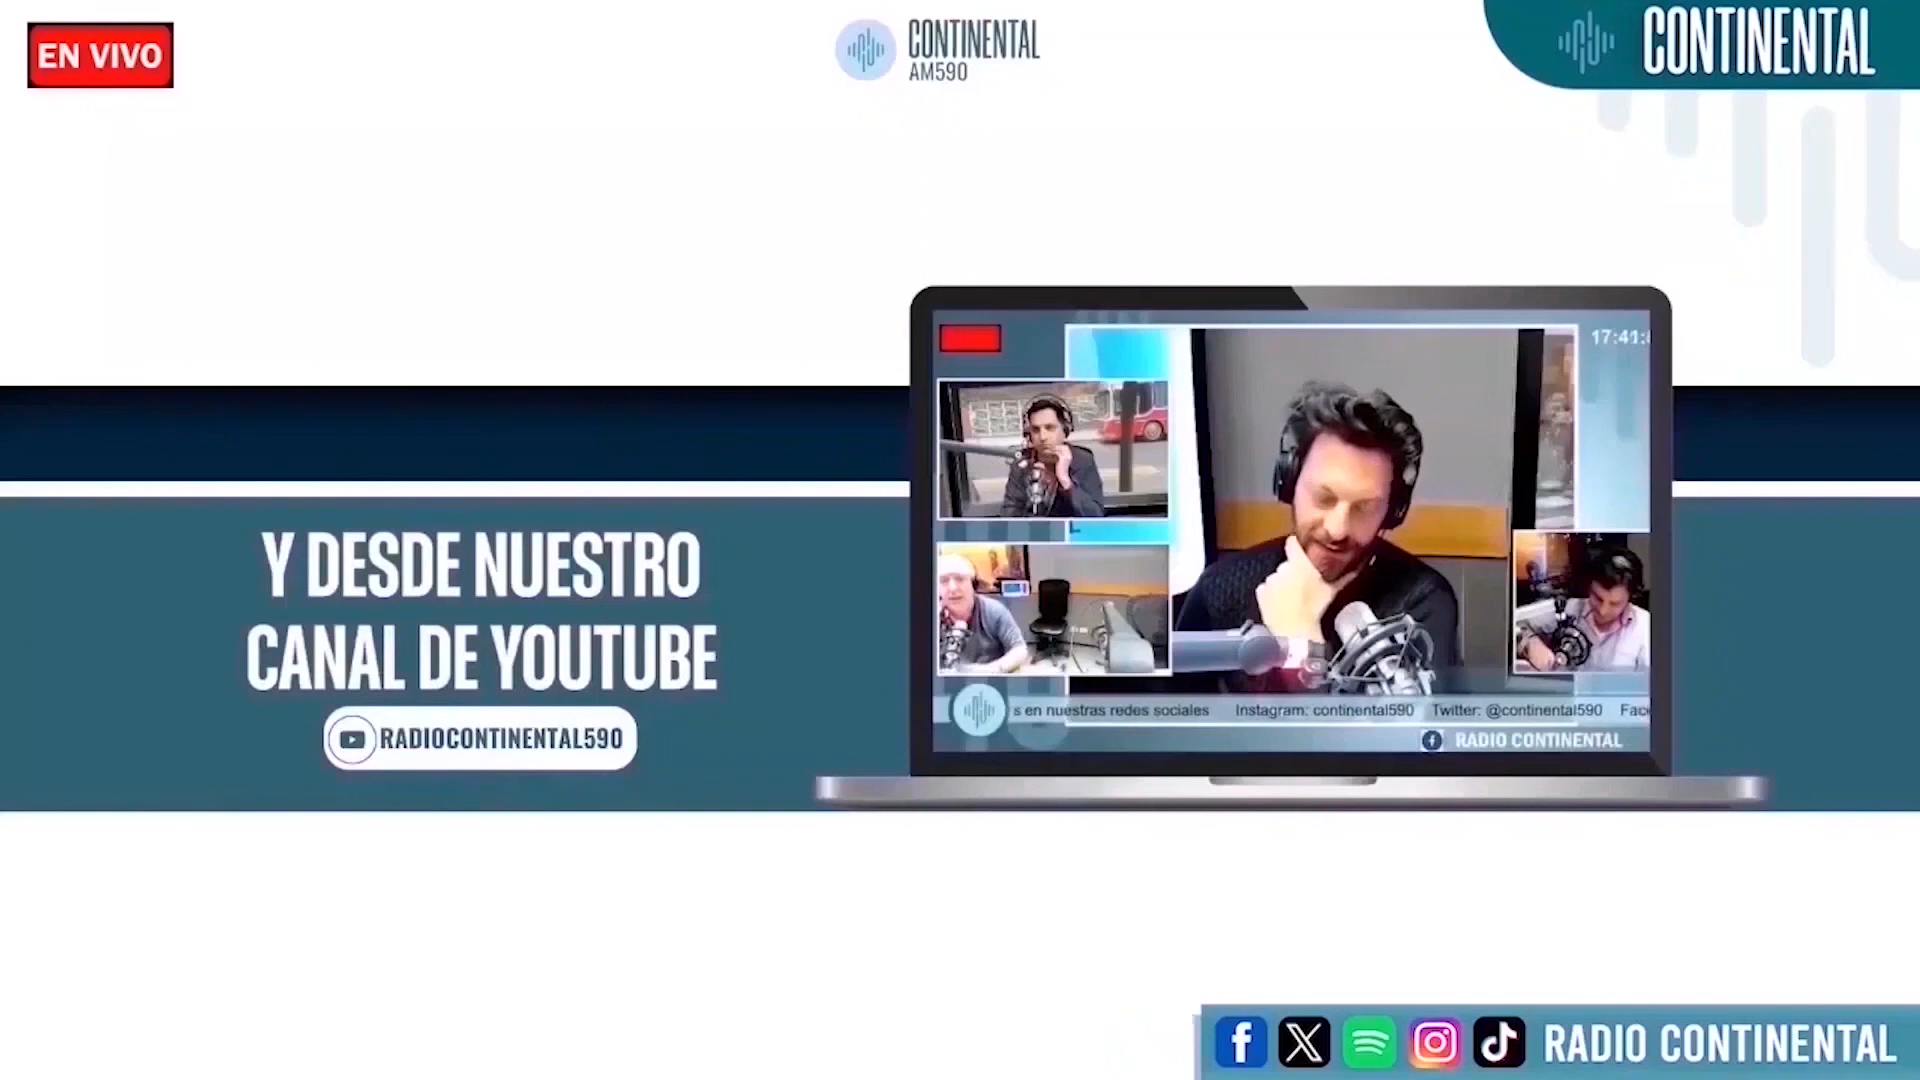 EN VIVO
CONTINENTAL
AM590
CONTINENTAL
17:41:
Y DESDE NUESTRO
CANAL DE YOUTUBE
RADIOCONTINENTAL590
s en nuestras redes sociales Instagram: continental590 Twitter: @continental590 Fac
RADIO CONTINENTAL
RADIO CONTINENTAL